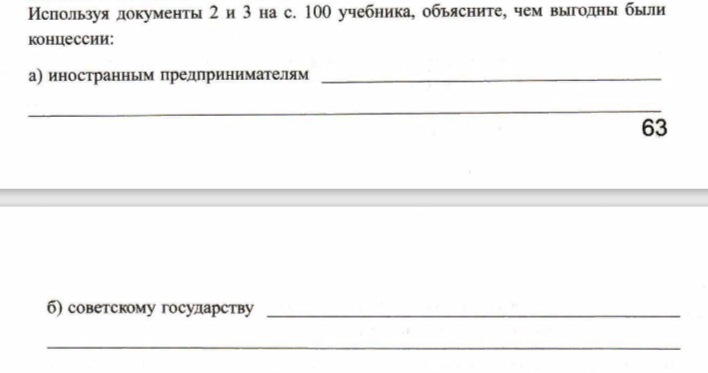 Используя документы 2 и 3 на с. 100 учебника, объясните, чем выгодны были
концессии:
а) иностранным предпринимателям
63
б) советскому государству